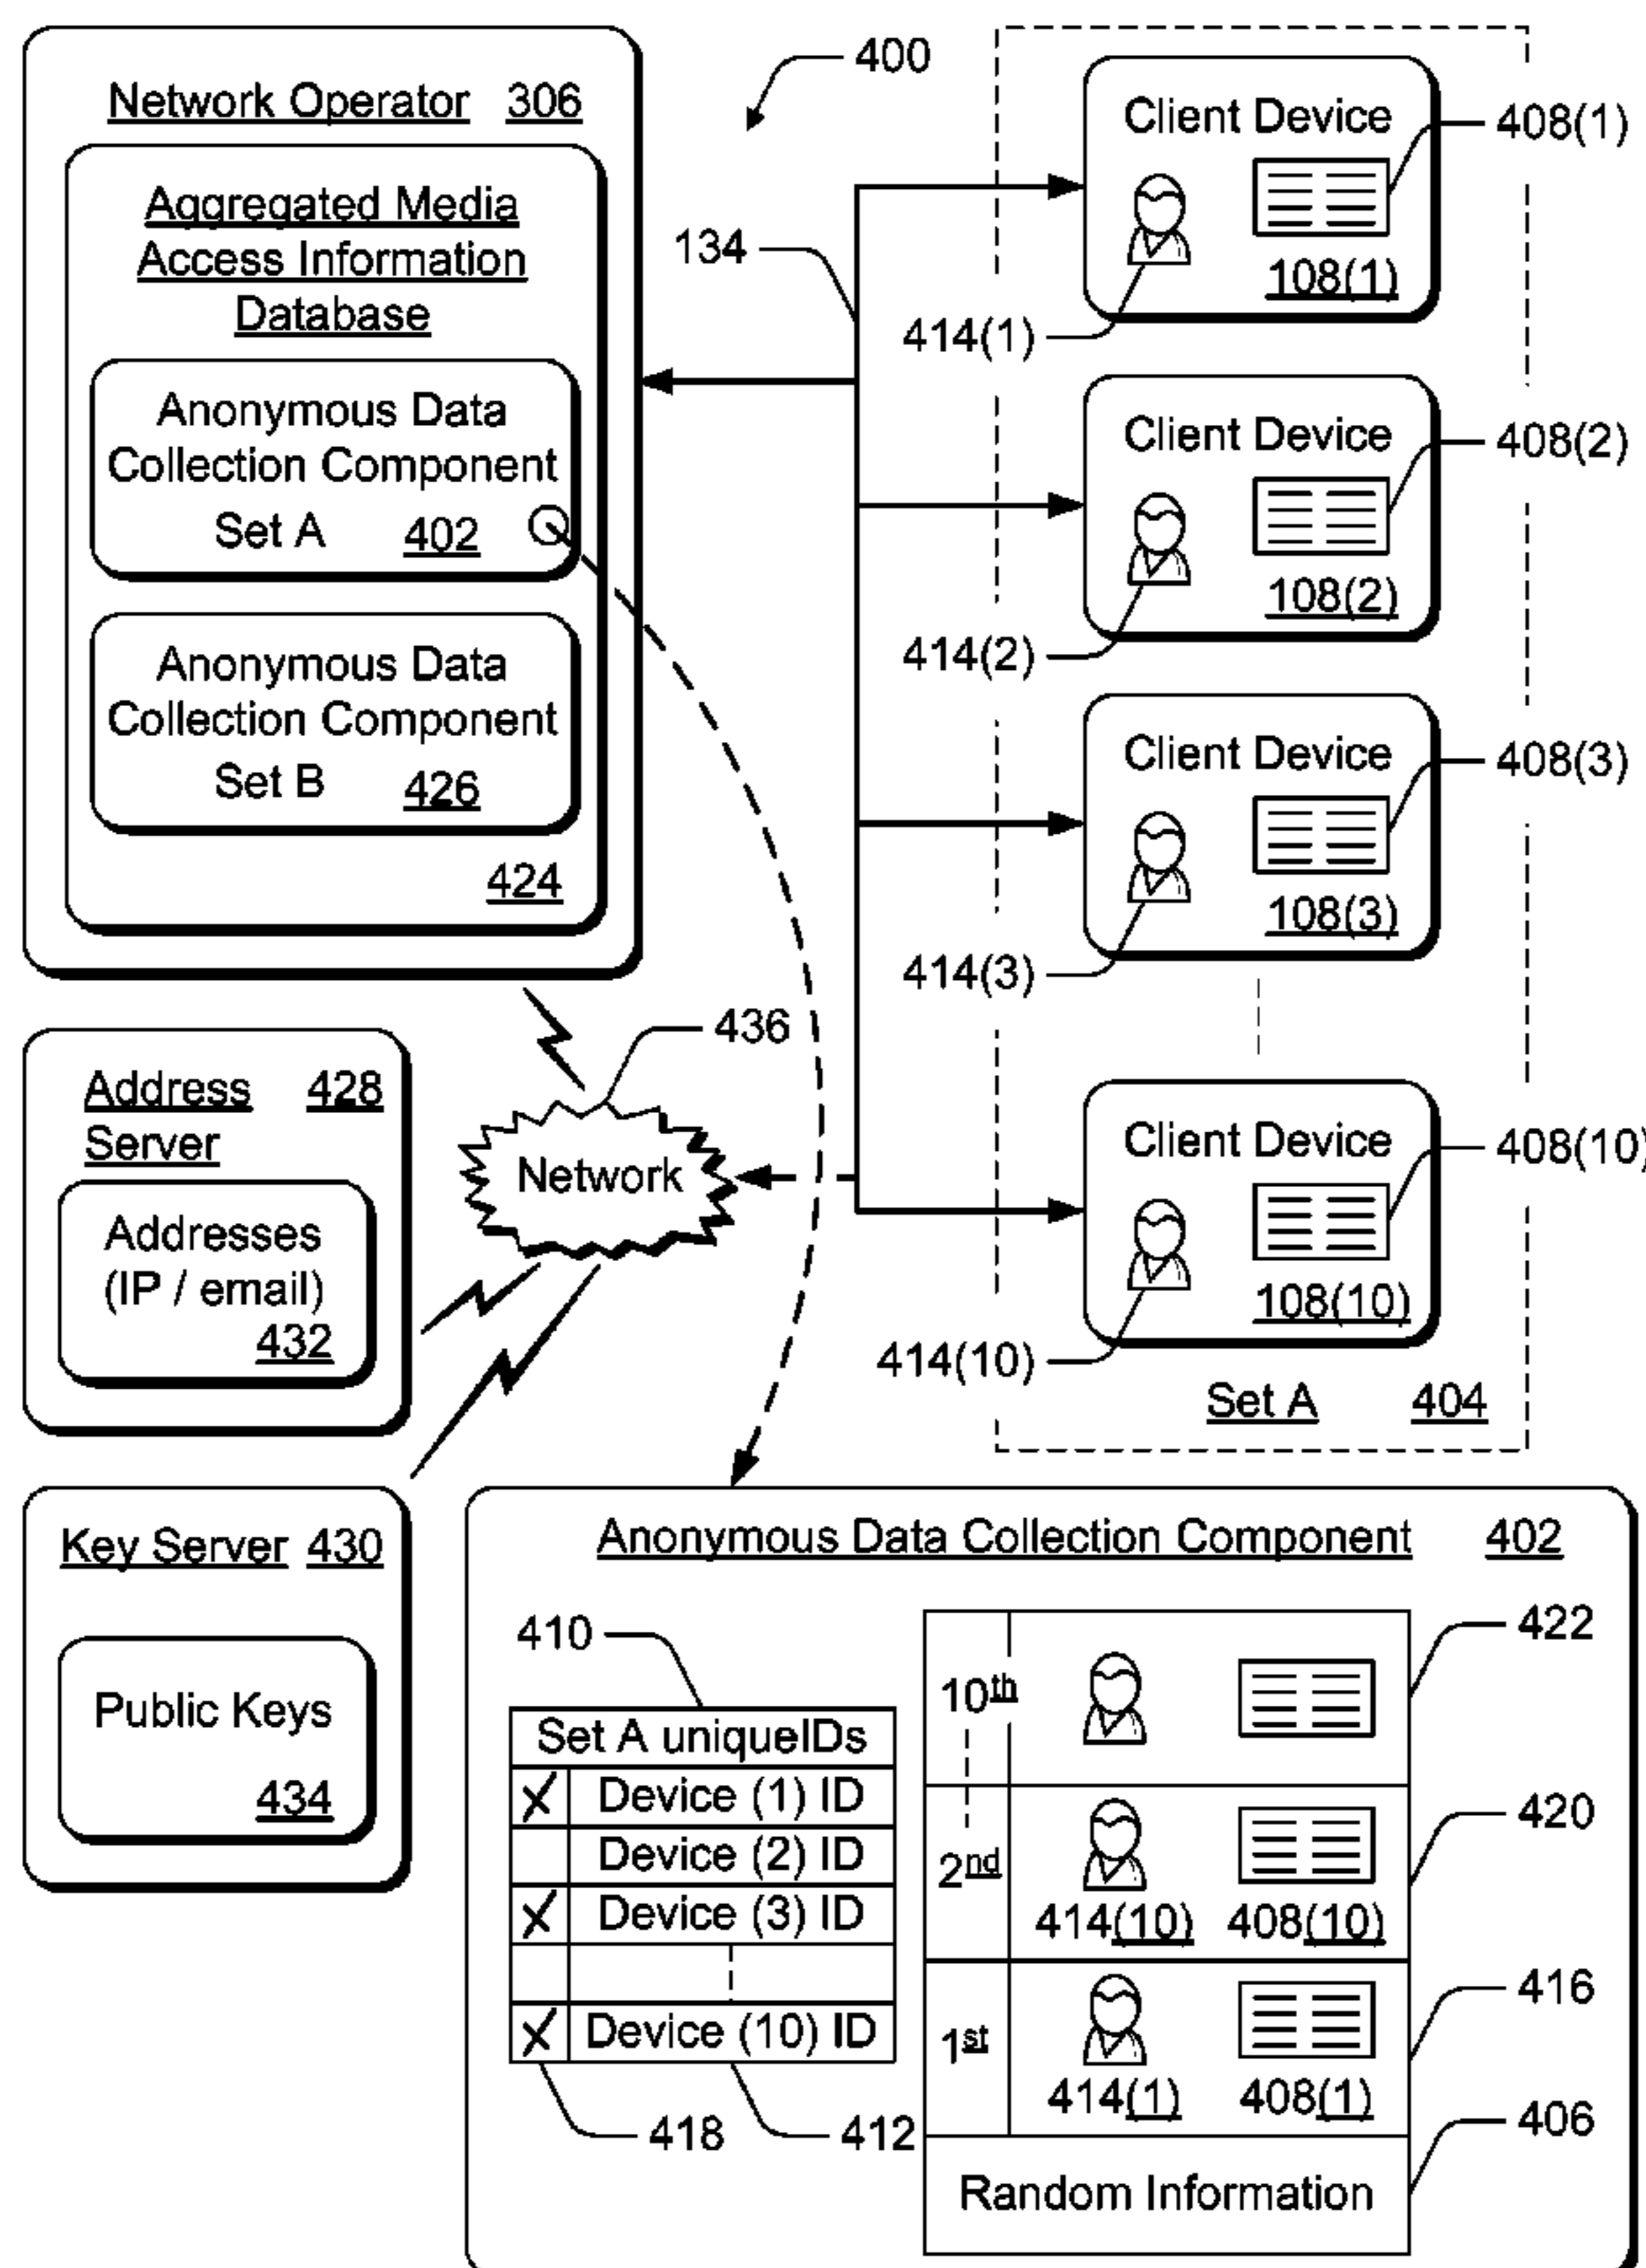 400
Network Operator 306
Aggregated Media
Access Information
Database
Anonymous Data
Collection Component
Set A 402
Anonymous Data
Collection Component
Set B 426
424
134
Client Device
408(1)
108(1)
414(1)
Client Device
408(2)
108(2)
414(2)
Client Device
408(3)
108(3)
414(3)
Client Device
408(10)
108(10)
414(10)
Set A 404
436
Network
Address 428
Server
Addresses
(IP / email)
432
Key Server 430
Public Keys
434
Anonymous Data Collection Component 402
410
Set A uniqueIDs
Device (1) ID
Device (2) ID
Device (3) ID
Device (10) ID
418
412
10th
422
2nd
420
414(10) 408(10)
1st
416
414(1) 408(1)
406
Random Information